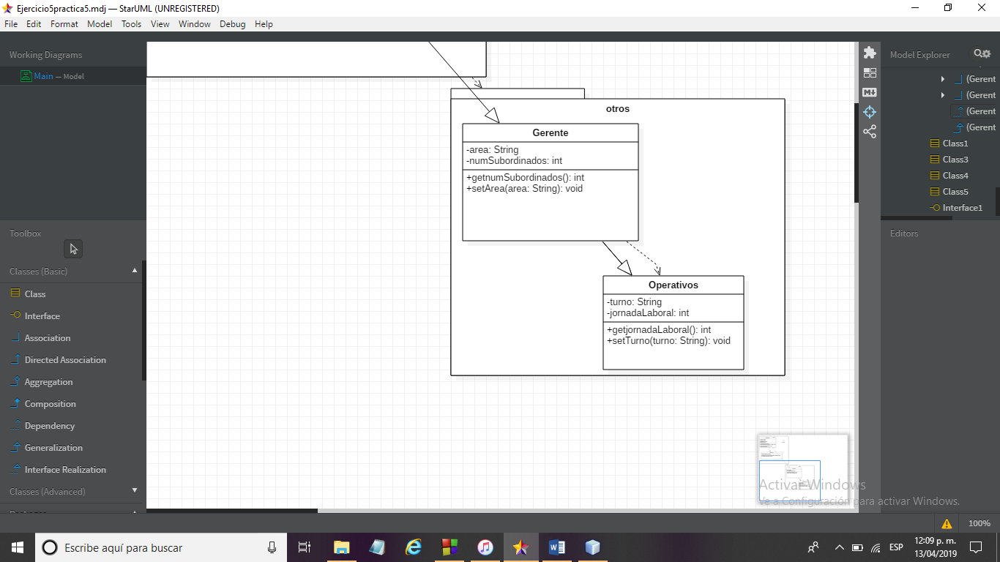 Ejercicio5practica5.mdj — StarUML (UNREGISTERED)
File Edit Format Model Tools View Window Debug Help
Working Diagrams
Main — Model
Toolbox
Classes (Basic)
Class
Interface
Association
Directed Association
Aggregation
Composition
Dependency
Generalization
Interface Realization
Classes (Advanced)
otros
Gerente
-area: String
-numSubordinados: int
+getnumSubordinados(): int
+setArea(area: String): void
Operativos
-turno: String
-jornadaLaboral: int
+getjornadaLaboral(): int
+setTurno(turno: String): void
M
Model Explorer
(Gerent
(Gerent
(Gerent
(Gerent
Class1
Class3
Class4
Class5
Interface1
Editors
Activar Windows
Ve a Configuración para activar Windows.
100%
Escribe aquí para buscar
ESP
12:09 p. m.
13/04/2019